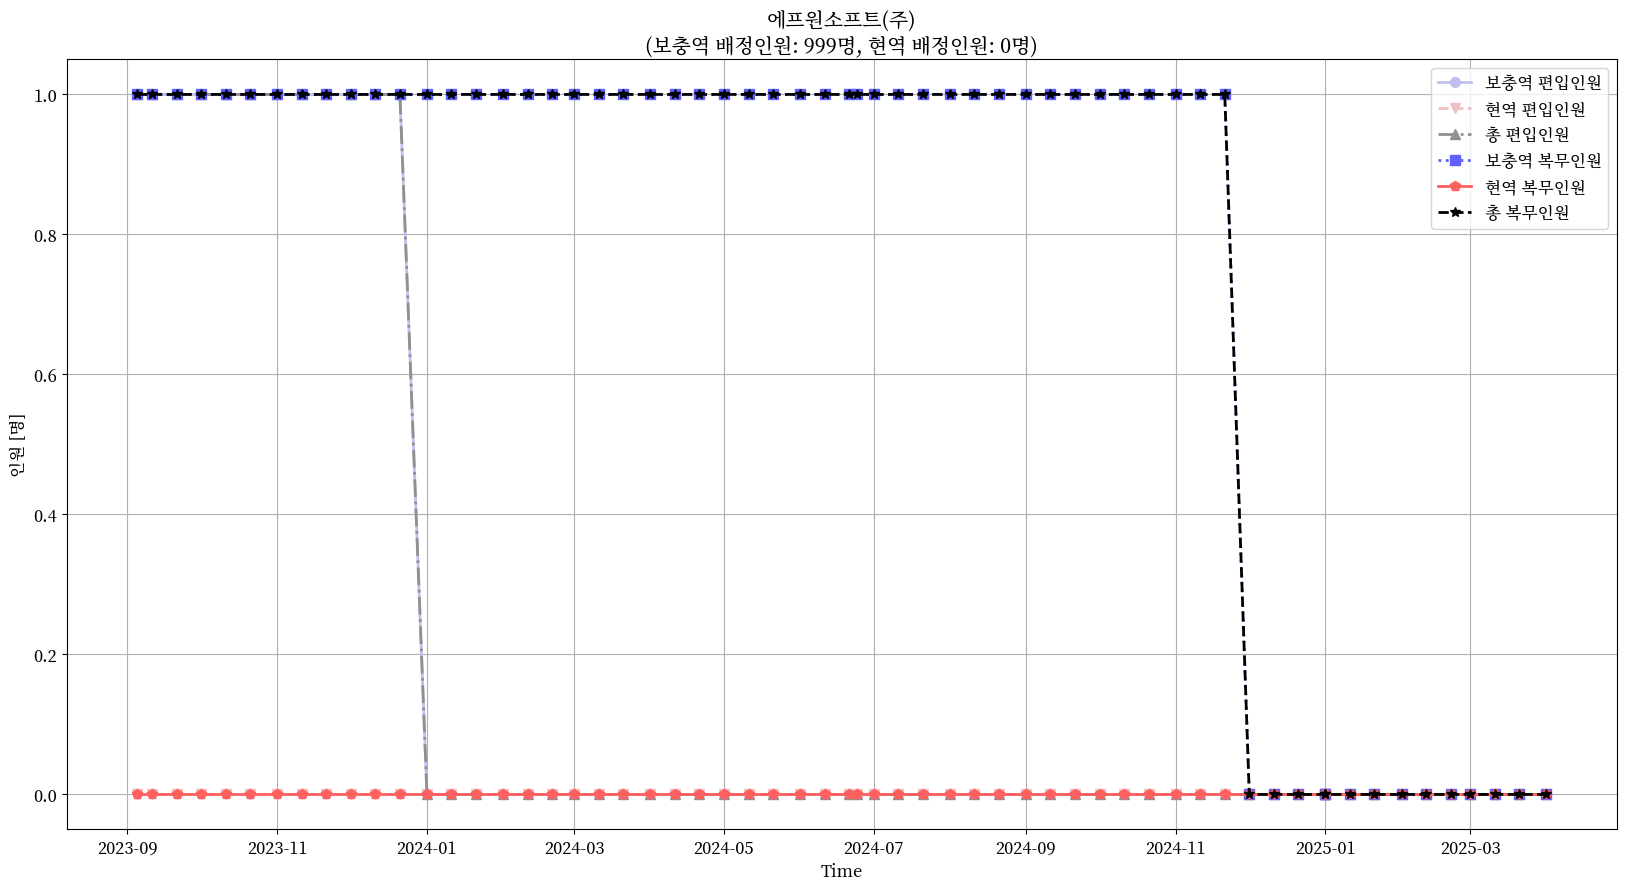 에프원소프트(주)
(보충역 배정인원: 999명, 현역 배정인원: 0명)
보충역 편입인원
현역 편입인원
총 편입인원
보충역 복무인원
현역 복무인원
총 복무인원
인원 [명]
1.0
0.8
0.6
0.4
0.2
0.0
2023-09 2023-11 2024-01 2024-03 2024-05 2024-07 2024-09 2024-11 2025-01 2025-03
Time